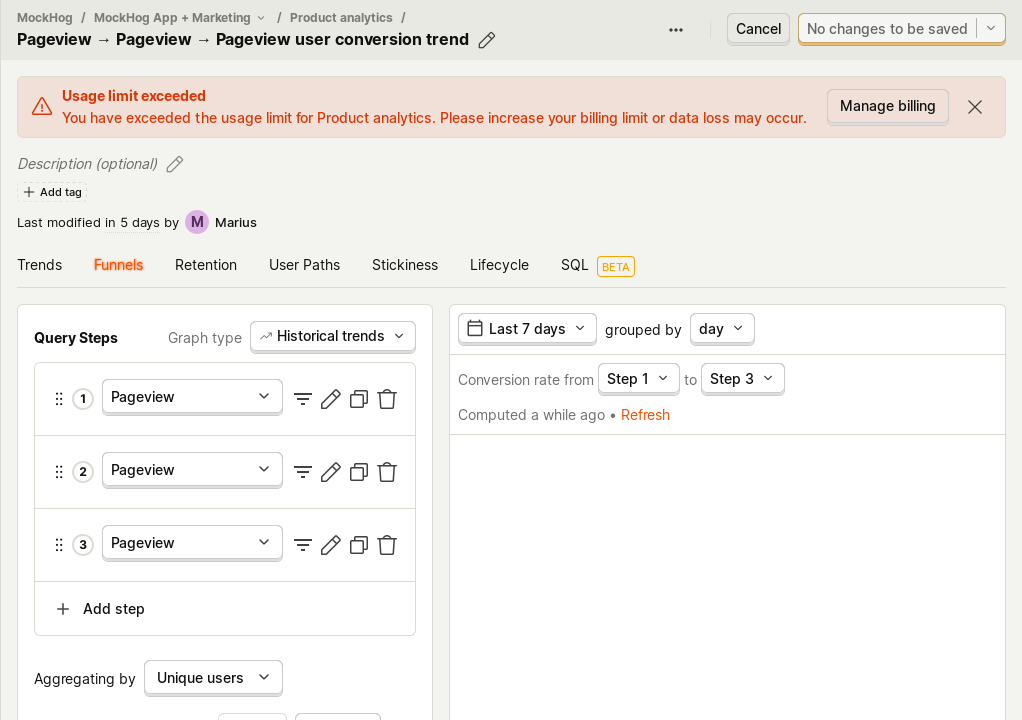 MockHog / MockHog App + Marketing / Product analytics /
Pageview → Pageview → Pageview user conversion trend
Cancel
No changes to be saved
Usage limit exceeded
You have exceeded the usage limit for Product analytics. Please increase your billing limit or data loss may occur.
Manage billing
Description (optional)
Add tag
Last modified in 5 days by M Marius
Trends Funnels Retention User Paths Stickiness Lifecycle SQL BETA
Query Steps Graph type Historical trends
1 Pageview
2 Pageview
3 Pageview
Add step
Aggregating by Unique users
Last 7 days grouped by day
Conversion rate from Step 1 to Step 3
Computed a while ago • Refresh